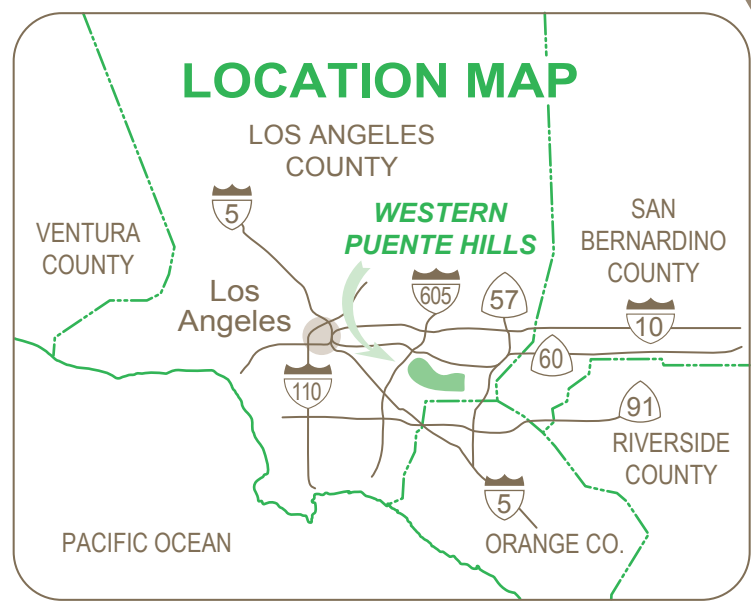 LOCATION MAP
LOS ANGELES
COUNTY
5
WESTERN
PUENTE HILLS
SAN
BERNARDINO
COUNTY
VENTURA
COUNTY
Los
Angeles
605
57
10
60
110
91
RIVERSIDE
COUNTY
5
PACIFIC OCEAN
ORANGE CO.